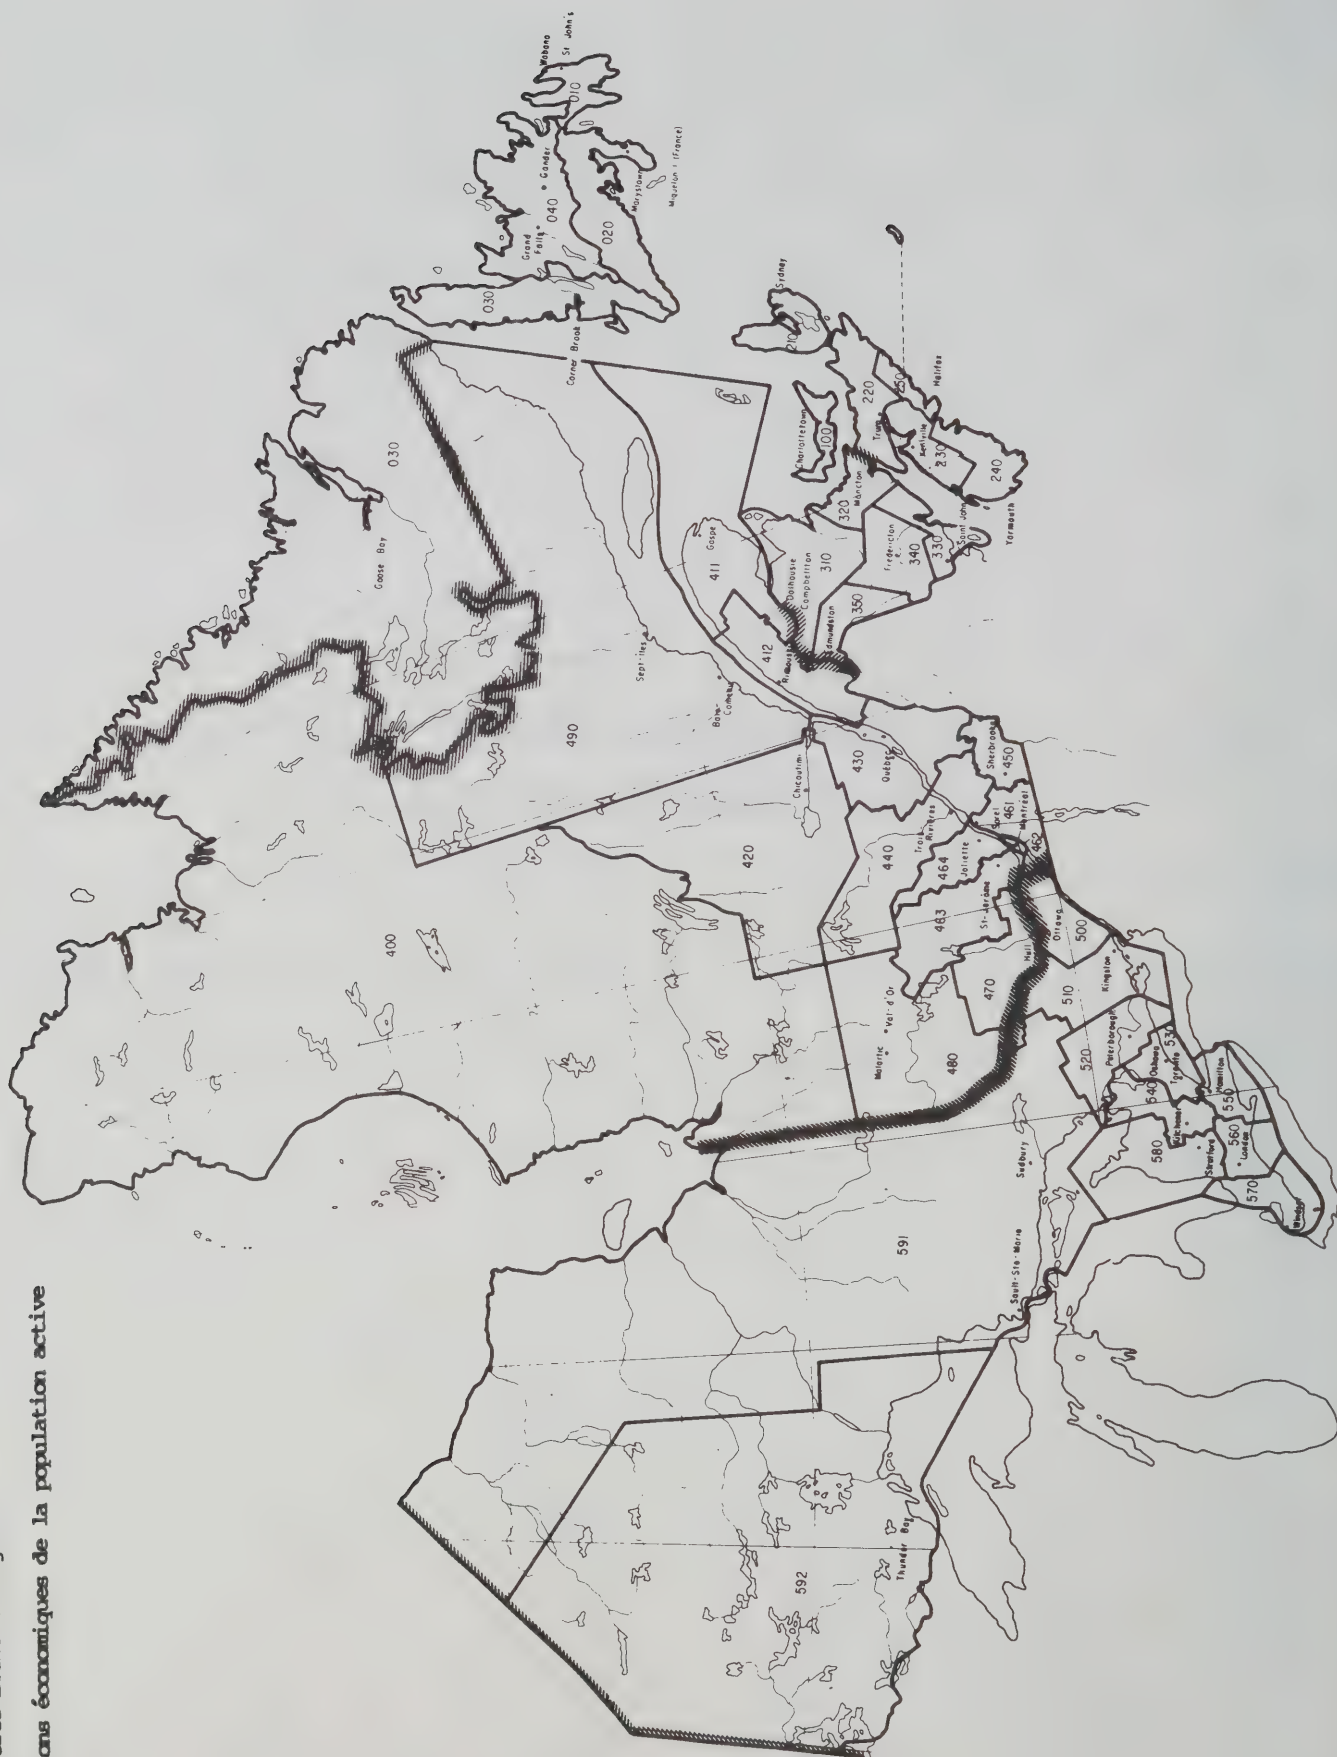 ons économiques de la population active
Wabana
St John's
010
Marystown
Miquelon I (France)
Gander
040
Grand
Falls
020
030
Corner Brook
030
Goose Bay
Sydney
210
220
250
Halifax
Truro
Kentville
230
240
Yarmouth
Charlottetown
100
Moncton
320
Saint John
330
Fredericton
340
310
350
Dalhousie
Campbellton
Edmundston
Gaspé
411
412
Sept-Iles
Baie-
Comeau
490
Chicoutimi
430
Québec
420
440
Trois
Rivières
Sherbrooke
450
Sorel
461
Montréal
462
Joliette
464
St-Jérôme
463
400
Val-d'Or
Malartic
480
470
Hull
Ottawa
500
510
Kingston
Peterborough
520
Oshawa
530
540
Toronto
Hamilton
550
Kitchener
560
London
Stratford
580
570
Windsor
Sudbury
591
Sault-Ste-Marie
Thunder Bay
592